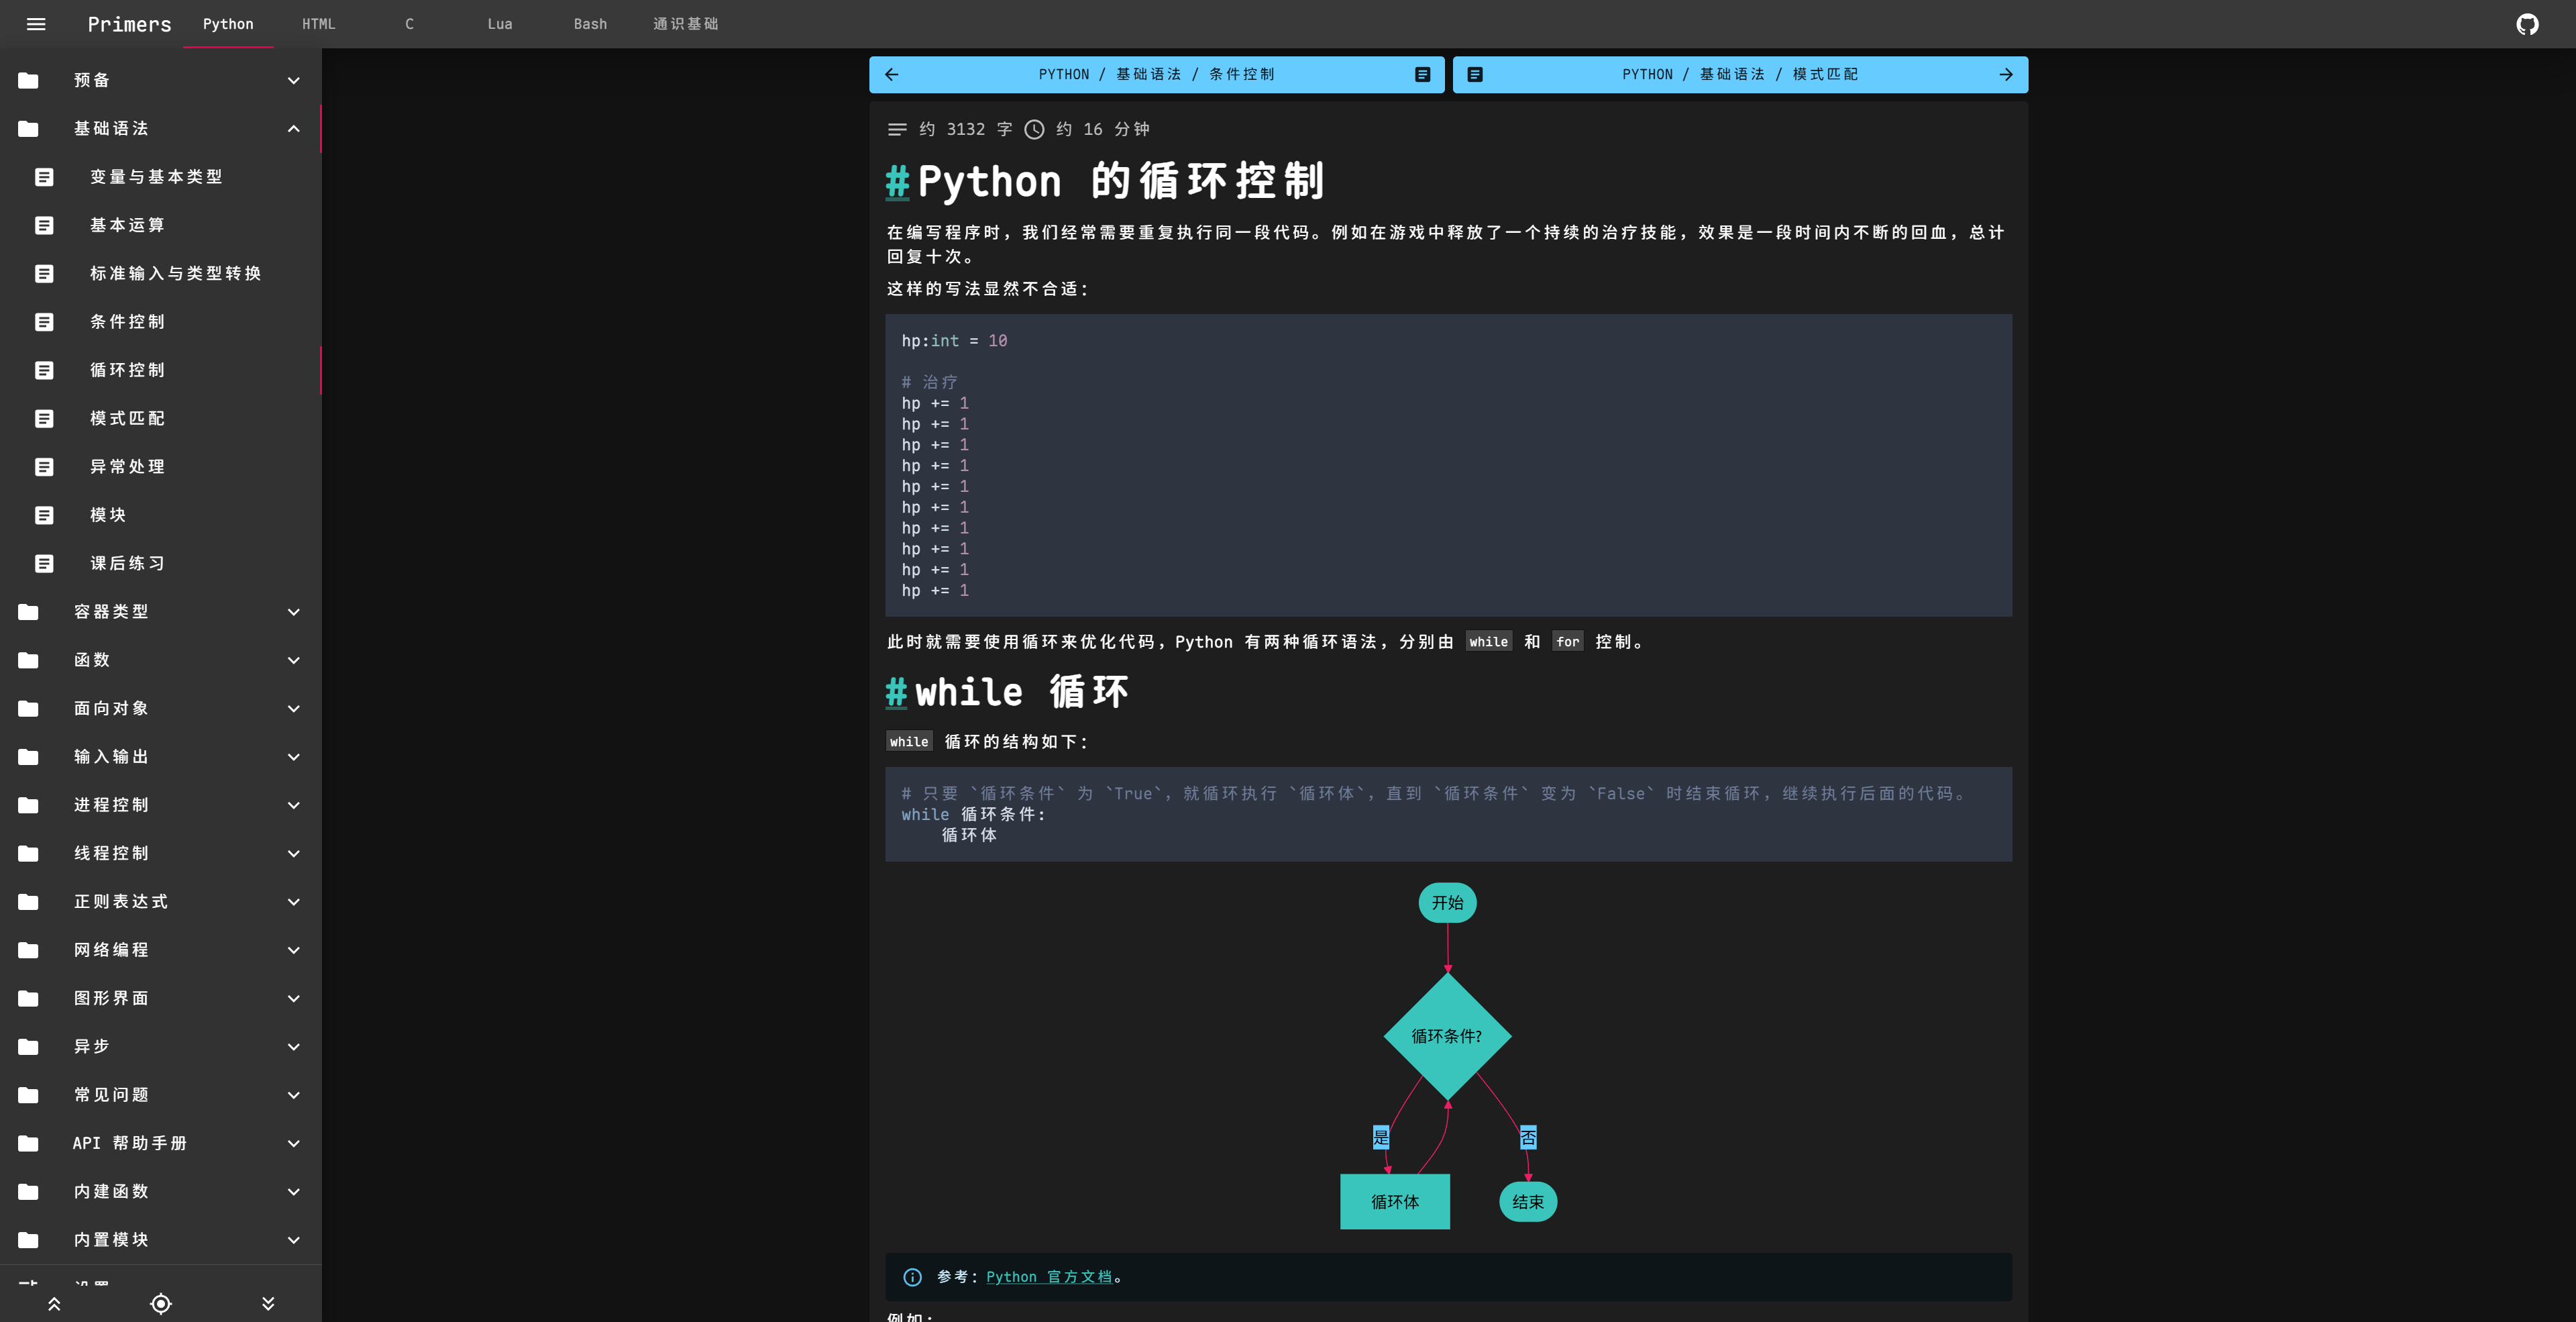 Primers Python HTML C Lua Bash 通识基础
预备
基础语法
变量与基本类型
基本运算
标准输入与类型转换
条件控制
循环控制
模式匹配
异常处理
模块
课后练习
容器类型
函数
面向对象
输入输出
进程控制
线程控制
正则表达式
网络编程
图形界面
异步
常见问题
API 帮助手册
内建函数
内置模块
PYTHON / 基础语法 / 条件控制
PYTHON / 基础语法 / 模式匹配
约 3132 字 约 16 分钟
#Python 的循环控制
在编写程序时，我们经常需要重复执行同一段代码。例如在游戏中释放了一个持续的治疗技能，效果是一段时间内不断的回血，总计
回复十次。
这样的写法显然不合适：
hp:int = 10
# 治疗
hp += 1
hp += 1
hp += 1
hp += 1
hp += 1
hp += 1
hp += 1
hp += 1
hp += 1
hp += 1
此时就需要使用循环来优化代码，Python 有两种循环语法，分别由 while 和 for 控制。
#while 循环
while 循环的结构如下：
# 只要 `循环条件` 为 `True`，就循环执行 `循环体`，直到 `循环条件` 变为 `False` 时结束循环，继续执行后面的代码。
while 循环条件:
循环体
开始
循环条件?
是
否
循环体
结束
参考：Python 官方文档。
例如：